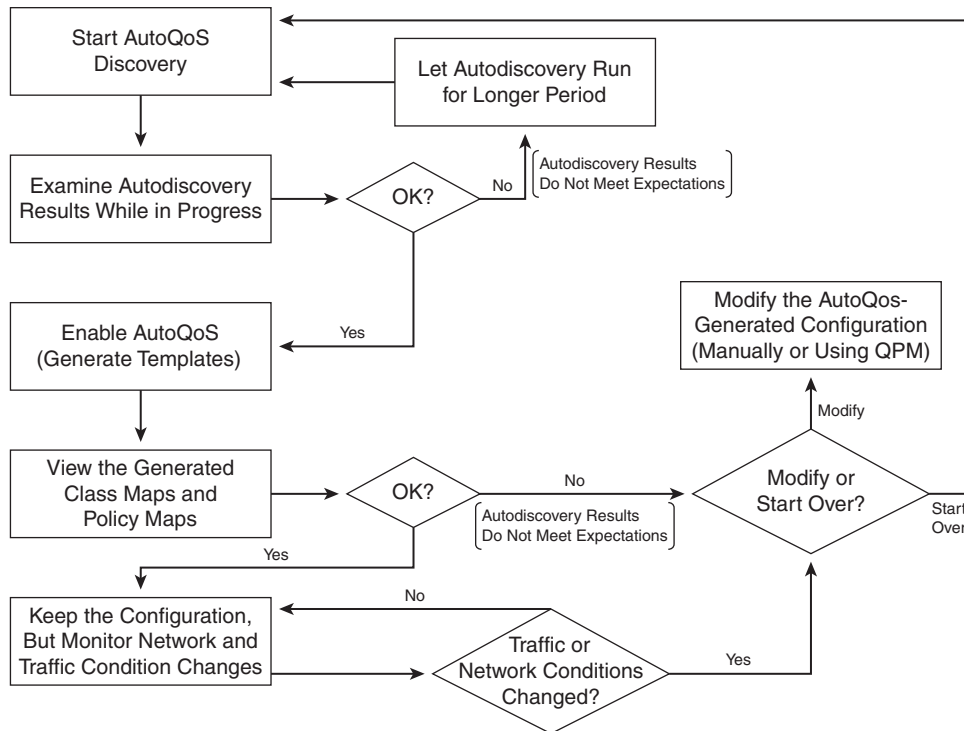 Start AutoQoS
Discovery
Let Autodiscovery Run
for Longer Period
Examine Autodiscovery
Results While in Progress
OK?
No
Autodiscovery Results
Do Not Meet Expectations
Yes
Enable AutoQoS
(Generate Templates)
Modify the AutoQos-
Generated Configuration
(Manually or Using QPM)
Modify
View the Generated
Class Maps and
Policy Maps
OK?
No
Autodiscovery Results
Do Not Meet Expectations
Modify or
Start Over?
Start
Over
Yes
Keep the Configuration,
But Monitor Network and
Traffic Condition Changes
No
Traffic or
Network Conditions
Changed?
Yes